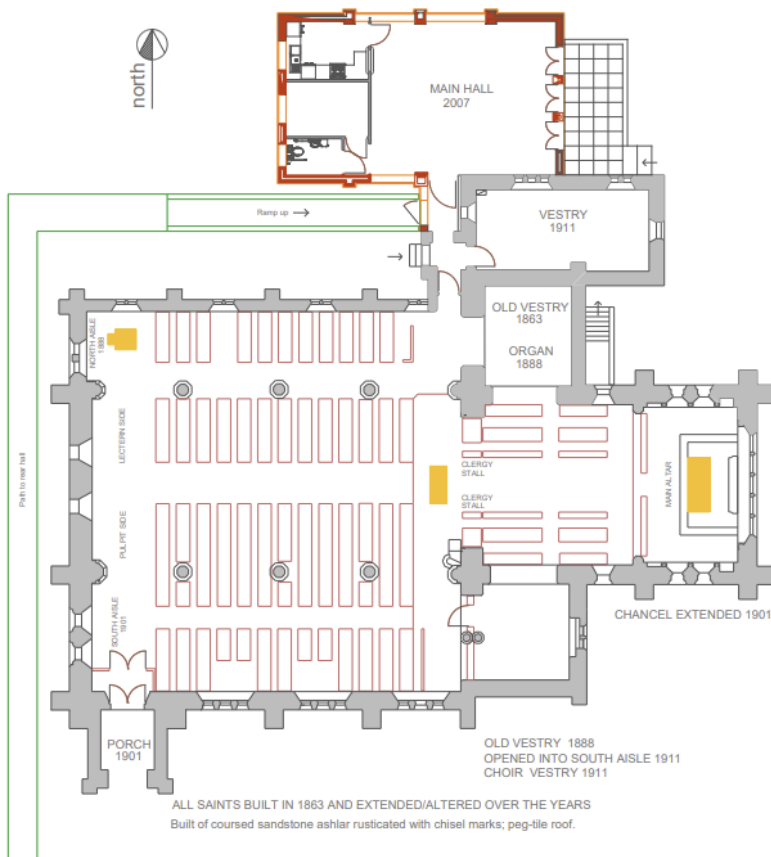 north
MAIN HALL
2007
Ramp up
VESTRY
1911
OLD VESTRY
1863
ORGAN
1888
NORTH AISLE
1888
LECTERN SIDE
CLERGY
STALL
CLERGY
STALL
MAIN ALTAR
Path to rear hall
PULPIT SIDE
SOUTH AISLE
1901
CHANCEL EXTENDED 1901
PORCH
1901
OLD VESTRY 1888
OPENED INTO SOUTH AISLE 1911
CHOIR VESTRY 1911
ALL SAINTS BUILT IN 1863 AND EXTENDED/ALTERED OVER THE YEARS
Built of coursed sandstone ashlar rusticated with chisel marks; peg-tile roof.